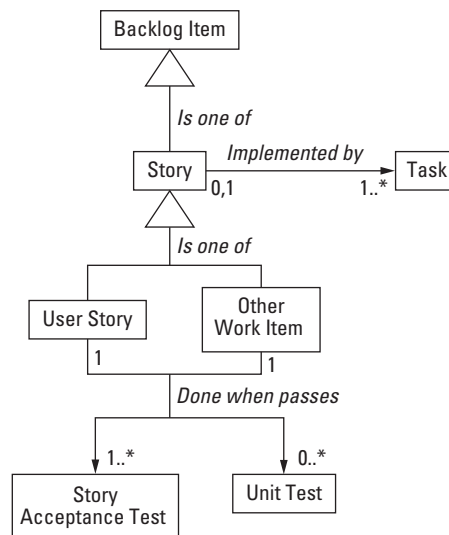 Backlog Item
Is one of
Implemented by
Story
Task
0,1
1..*
Is one of
User Story
Other
Work Item
1
1
Done when passes
1..*
0..*
Story
Acceptance Test
Unit Test